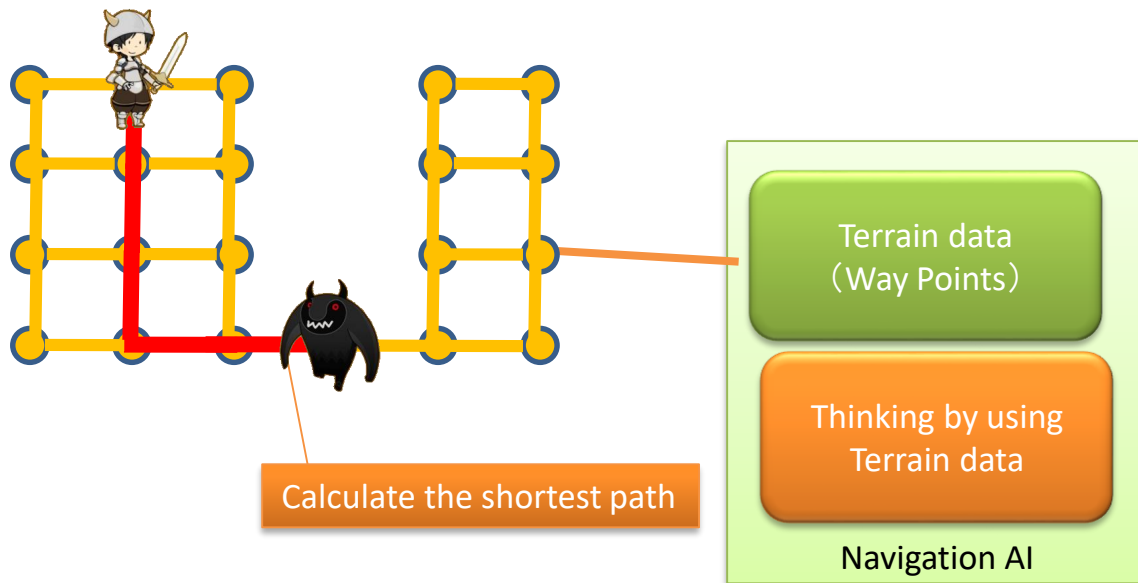 Terrain data
（Way Points）
Thinking by using
Terrain data
Calculate the shortest path
Navigation AI